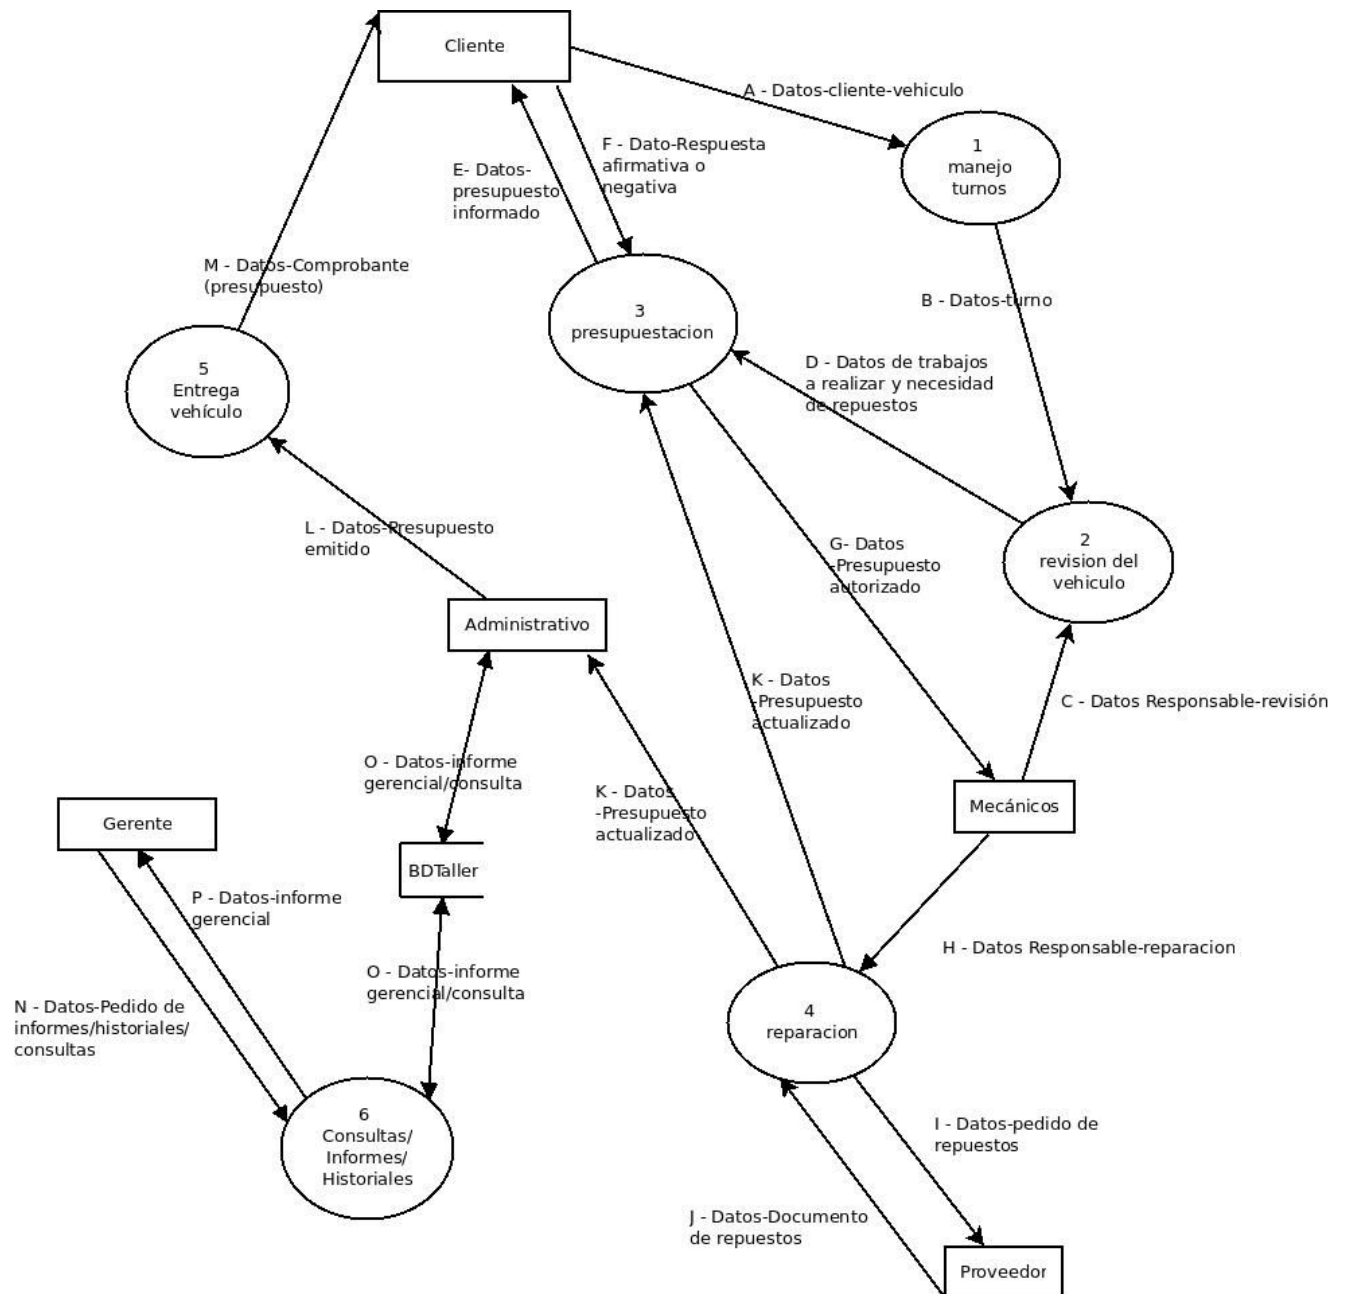 Cliente
A - Datos-cliente-vehiculo
1
manejo
turnos
F - Dato-Respuesta
afirmativa o
negativa
E- Datos-
presupuesto
informado
M - Datos-Comprobante
(presupuesto)
B - Datos-turno
3
presupuestacion
5
Entrega
vehículo
D - Datos de trabajos
a realizar y necesidad
de repuestos
L - Datos-Presupuesto
emitido
G- Datos
-Presupuesto
autorizado
2
revision del
vehiculo
Administrativo
K - Datos
-Presupuesto
actualizado
C - Datos Responsable-revisión
O - Datos-informe
gerencial/consulta
K - Datos
-Presupuesto
actualizado
Mecánicos
Gerente
BDTaller
P - Datos-informe
gerencial
H - Datos Responsable-reparacion
O - Datos-informe
gerencial/consulta
N - Datos-Pedido de
informes/historiales/
consultas
4
reparacion
6
Consultas/
Informes/
Historiales
I - Datos-pedido de
repuestos
J - Datos-Documento
de repuestos
Proveedor